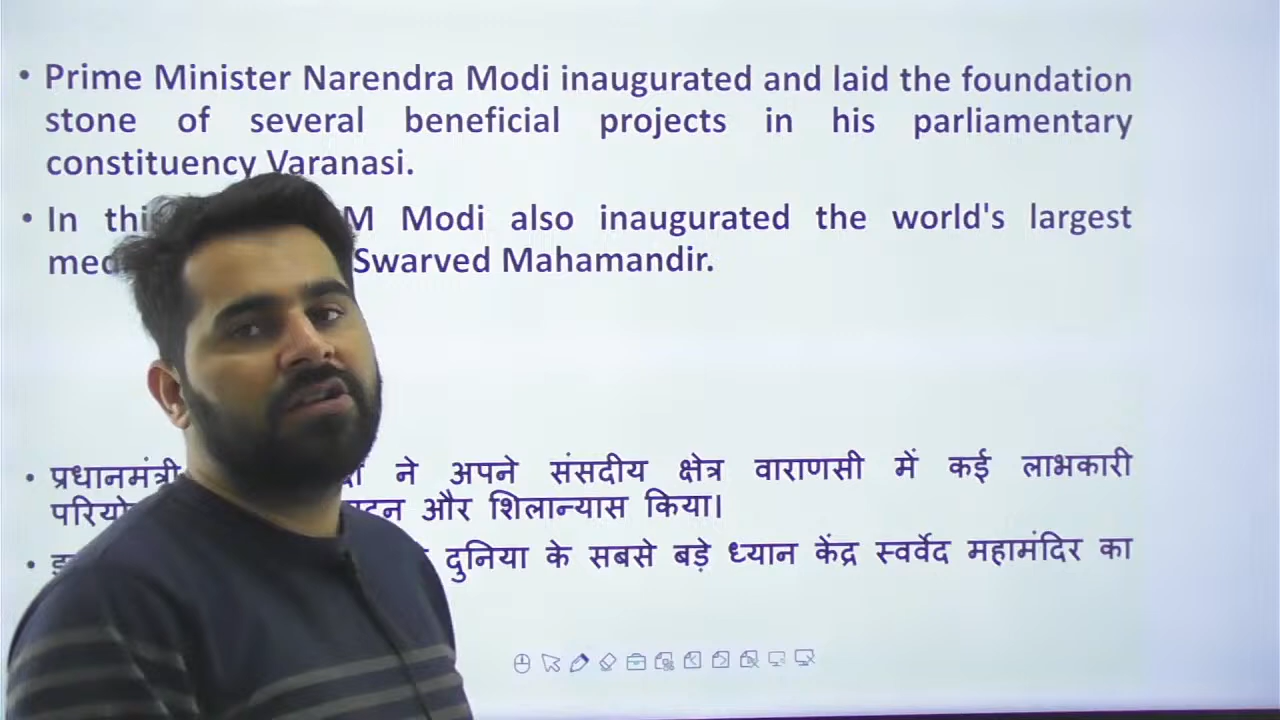 • Prime Minister Narendra Modi inaugurated and laid the foundation
stone of several beneficial projects in his parliamentary
constituency Varanasi.
• In Modi also inaugurated the world's largest
Swarved Mahamandir.
• प्रधानमंत्री ने अपने संसदीय क्षेत्र वाराणसी में कई लाभकारी
और शिलान्यास किया।
• दुनिया के सबसे बड़े ध्यान केंद्र स्वर्वेद महामंदिर का